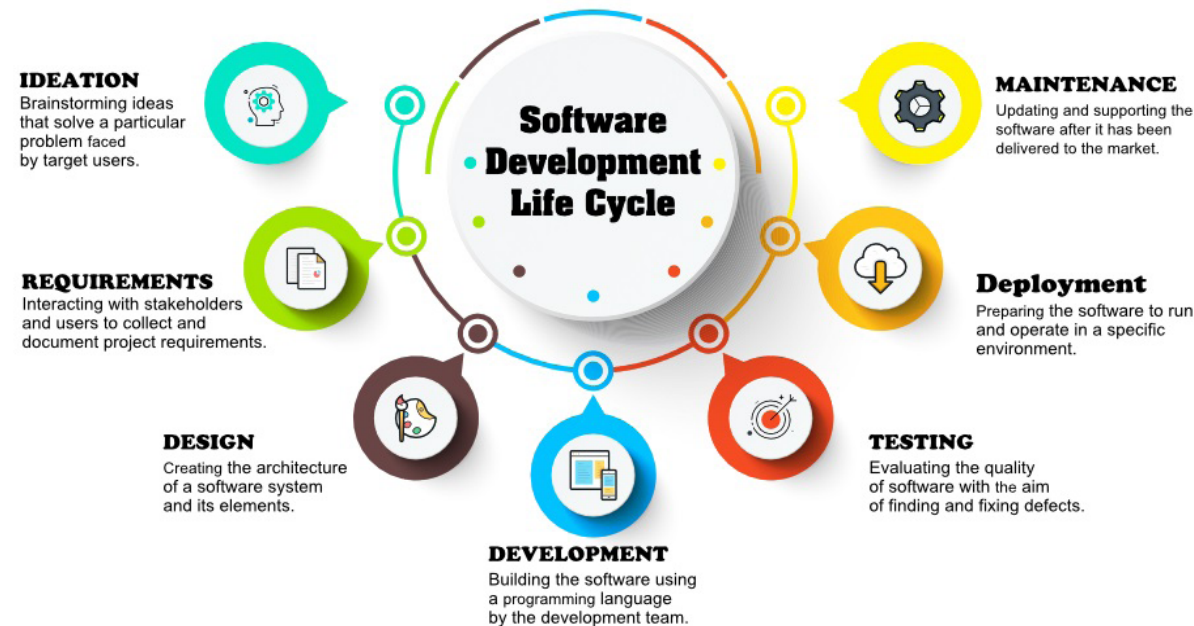 Software
Development
Life Cycle
IDEATION
Brainstorming ideas
that solve a particular
problem faced
by target users.
REQUIREMENTS
Interacting with stakeholders
and users to collect and
document project requirements.
DESIGN
Creating the architecture
of a software system
and its elements.
DEVELOPMENT
Building the software using
a programming language
by the development team.
TESTING
Evaluating the quality
of software with the aim
of finding and fixing defects.
Deployment
Preparing the software to run
and operate in a specific
environment.
MAINTENANCE
Updating and supporting the
software after it has been
delivered to the market.